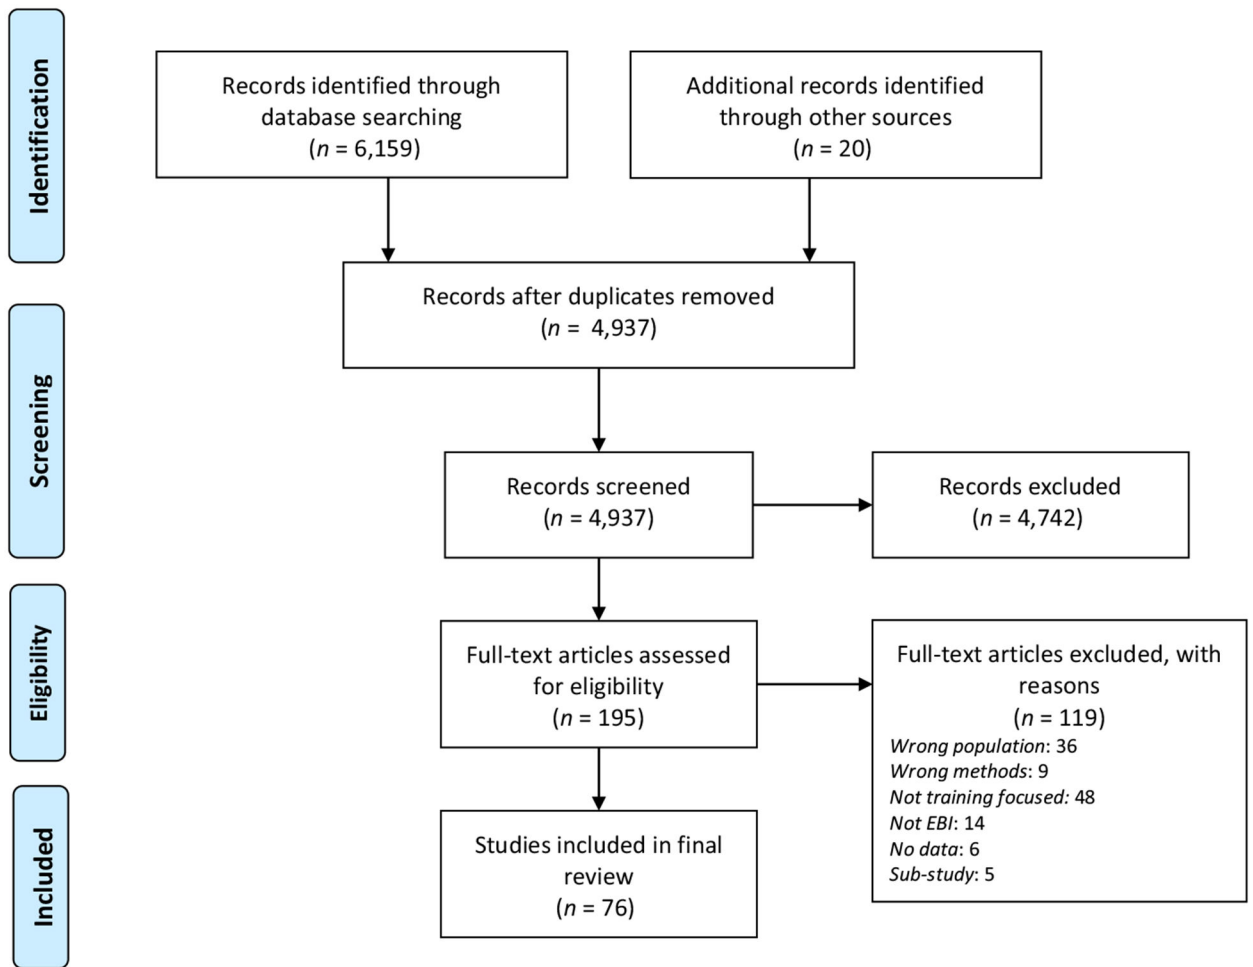 Identification
Records identified through
database searching
(n = 6,159)
Additional records identified
through other sources
(n = 20)
Records after duplicates removed
(n =  4,937)
Screening
Records screened
(n = 4,937)
Records excluded
(n = 4,742)
Eligibility
Full-text articles assessed
for eligibility
(n = 195)
Full-text articles excluded, with
reasons
(n = 119)
Wrong population: 36
Wrong methods: 9
Not training focused: 48
Not EBI: 14
No data: 6
Sub-study: 5
Included
Studies included in final
review
(n = 76)